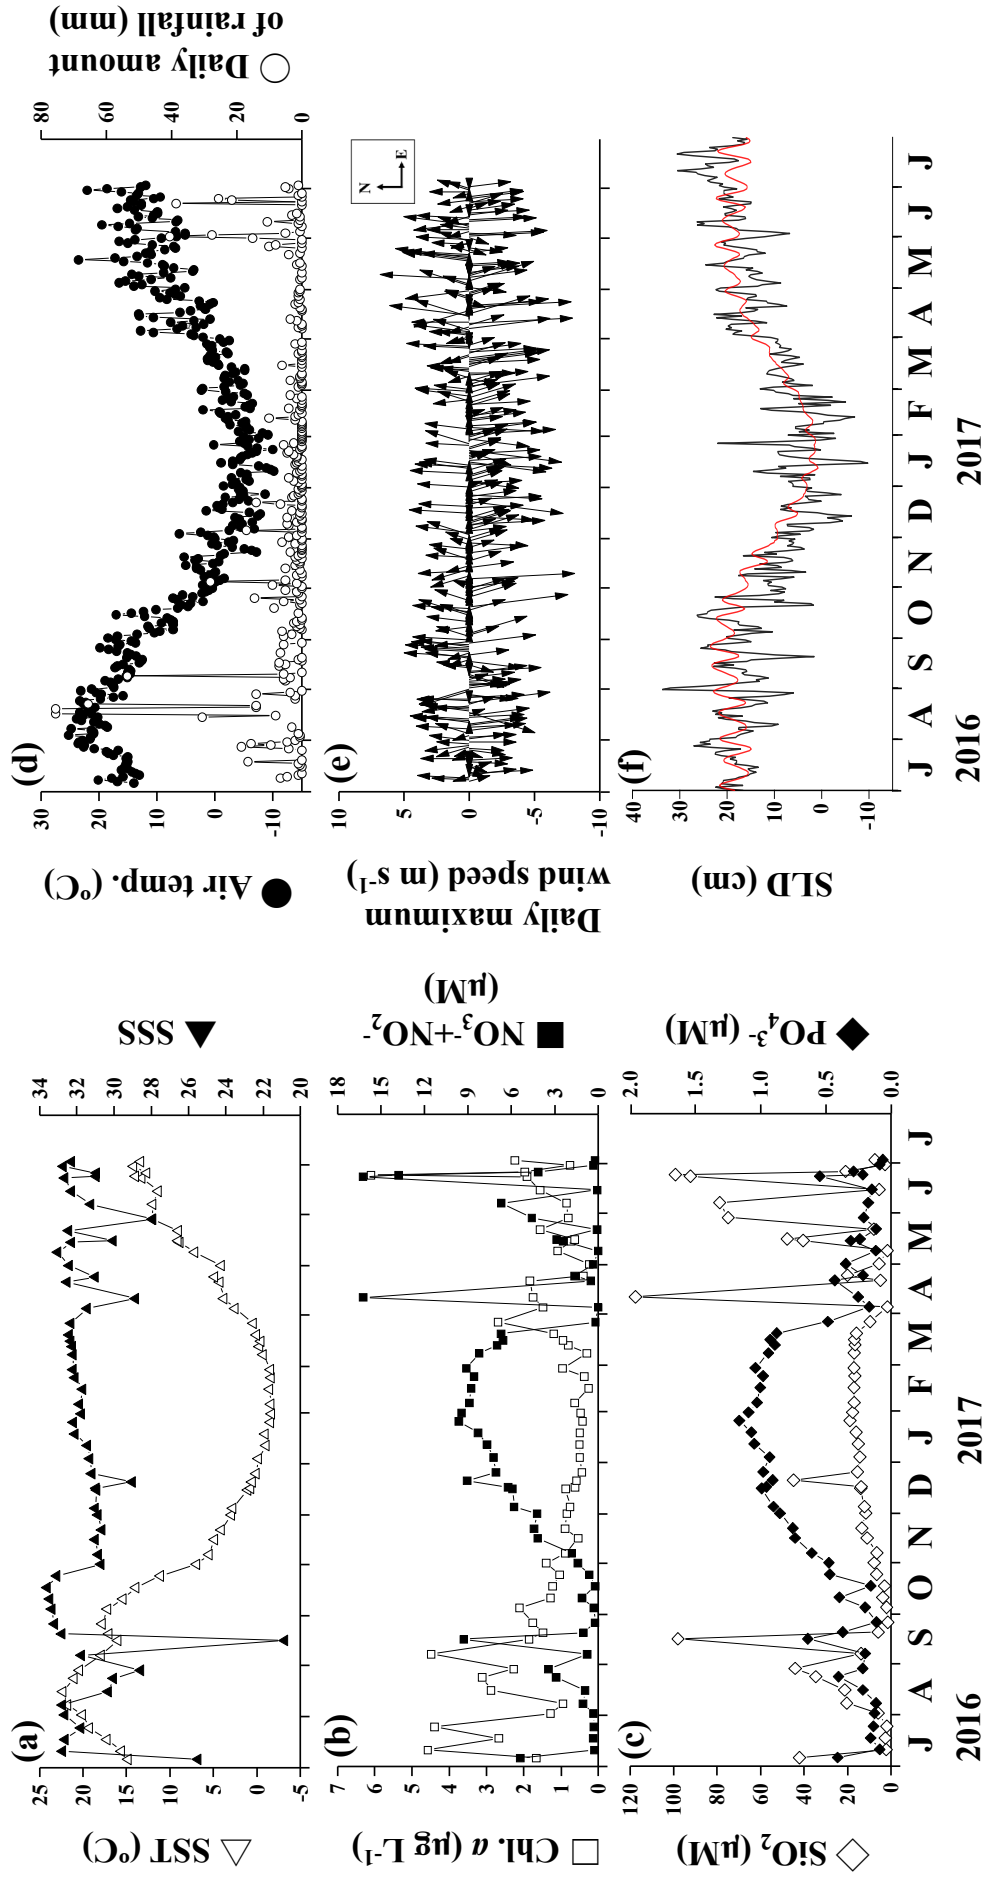 (a)
△ SST (°C)
25
20
15
10
5
0
-5
▲ SSS
34
32
30
28
26
24
22
20
(b)
□ Chl. a (µg L⁻¹)
7
6
5
4
3
2
1
0
■ NO₃⁻+NO₂⁻
(µM)
18
15
12
9
6
3
0
(c)
◇ SiO₂ (µM)
120
100
80
60
40
20
0
◆ PO₄³⁻ (µM)
2.0
1.5
1.0
0.5
0.0
J A S O N D J F M A M J J
2016 2017
(d)
● Air temp. (°C)
30
20
10
0
-10
○ Daily amount
of rainfall (mm)
80
60
40
20
0
(e)
Daily maximum
wind speed (m s⁻¹)
10
5
0
-5
-10
N
E
(f)
SLD (cm)
40
30
20
10
0
-10
J A S O N D J F M A M J J
2016 2017